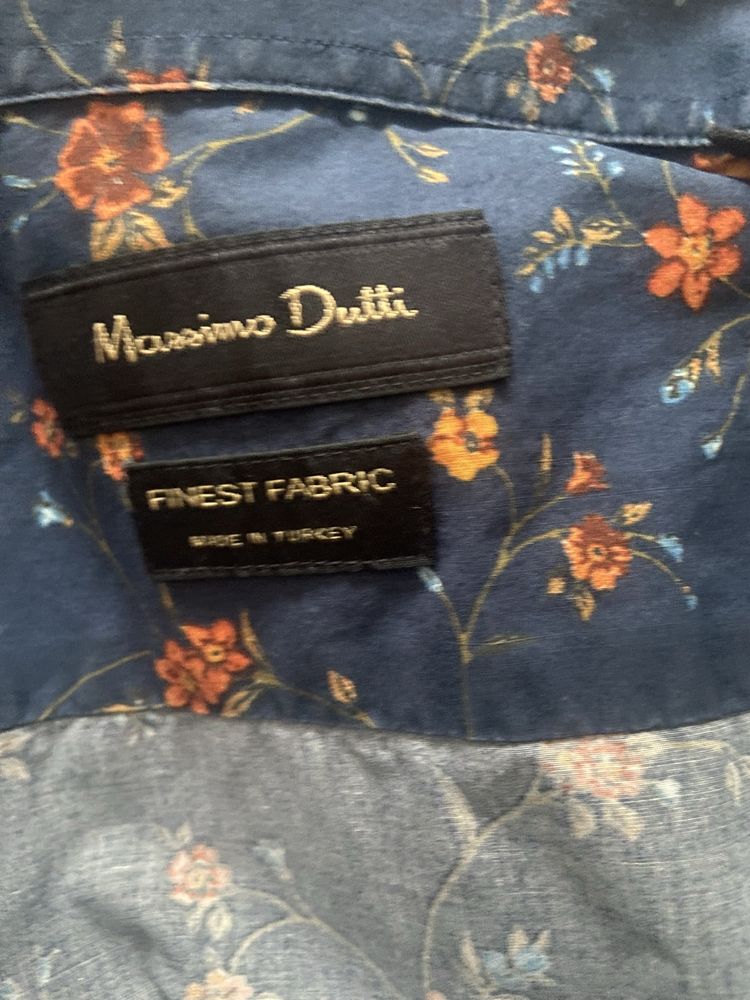 Massimo Dutti
FINEST FABRIC
MADE IN TURKEY